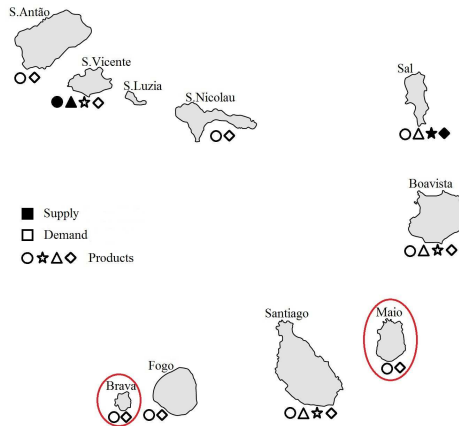 S.Antão
S.Vicente
S.Luzia
S.Nicolau
Sal
Boavista
Supply
Demand
Products
Santiago
Maio
Fogo
Brava